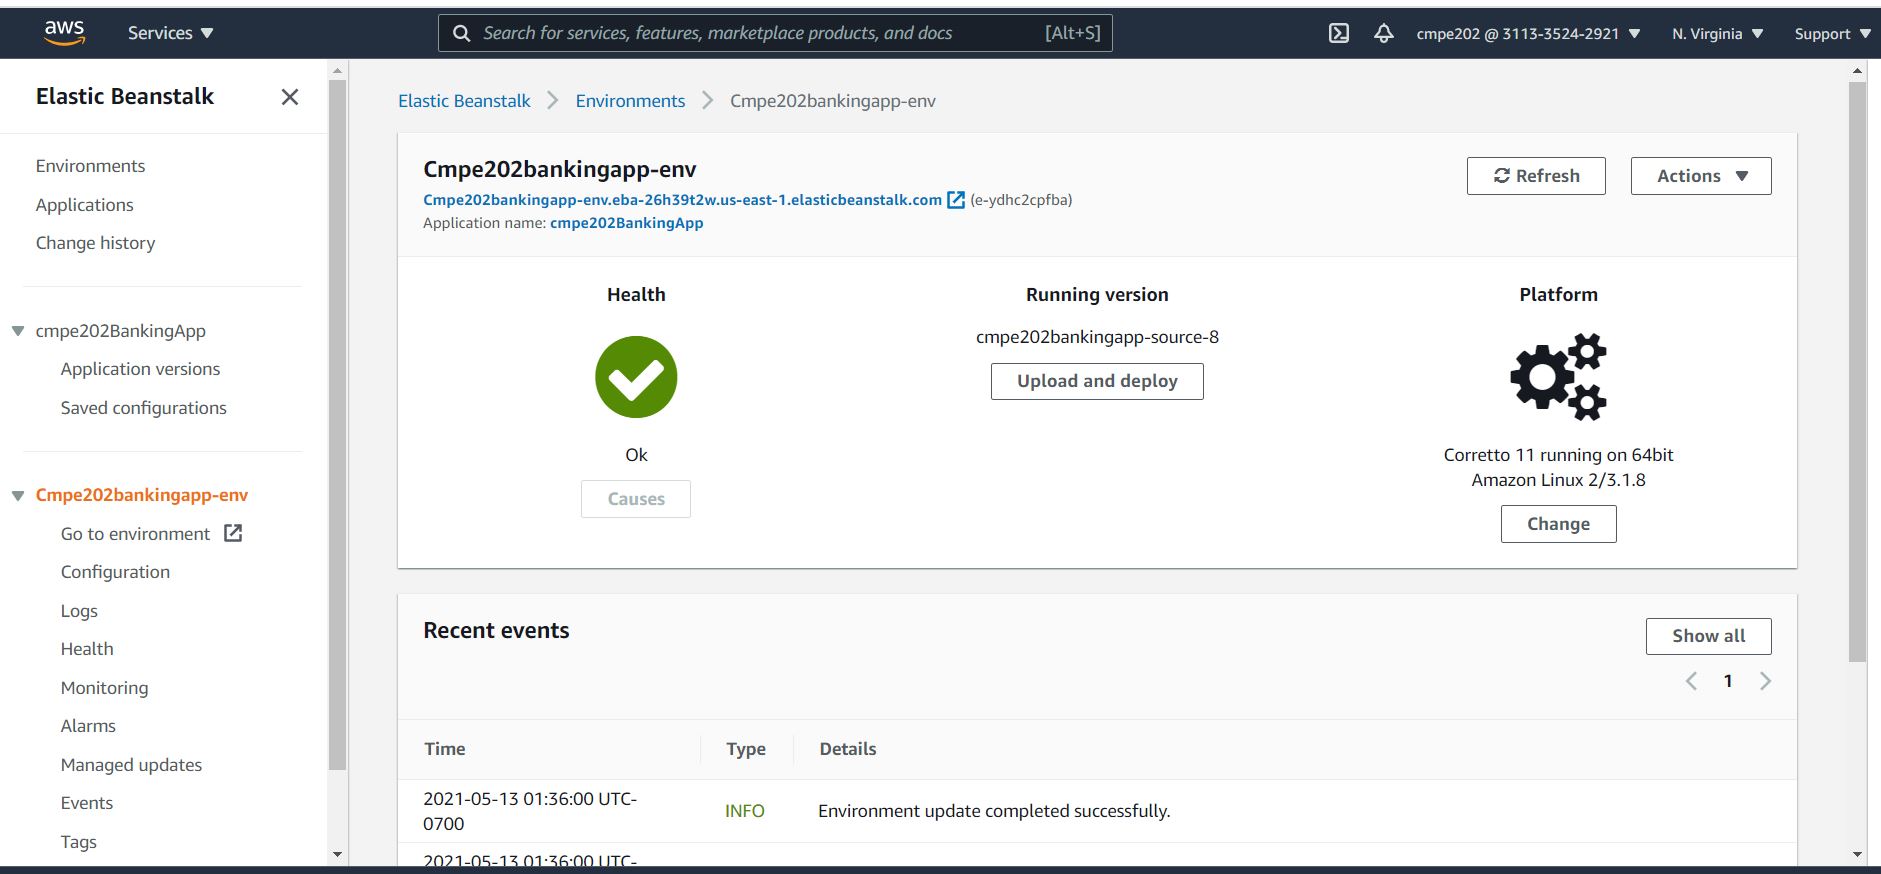 aws
Services
Search for services, features, marketplace products, and docs [Alt+S]
cmpe202 @ 3113-3524-2921
N. Virginia
Support
Elastic Beanstalk
Environments
Applications
Change history
cmpe202BankingApp
Application versions
Saved configurations
Cmpe202bankingapp-env
Go to environment
Configuration
Logs
Health
Monitoring
Alarms
Managed updates
Events
Tags
Elastic Beanstalk > Environments > Cmpe202bankingapp-env
Cmpe202bankingapp-env
Cmpe202bankingapp-env.eba-26h39t2w.us-east-1.elasticbeanstalk.com (e-ydhc2cpfba)
Application name: cmpe202BankingApp
Refresh
Actions
Health
Ok
Causes
Running version
cmpe202bankingapp-source-8
Upload and deploy
Platform
Corretto 11 running on 64bit
Amazon Linux 2/3.1.8
Change
Recent events
Show all
1
Time Type Details
2021-05-13 01:36:00 UTC-
0700
INFO
Environment update completed successfully.
2021-05-13 01:36:00 UTC-